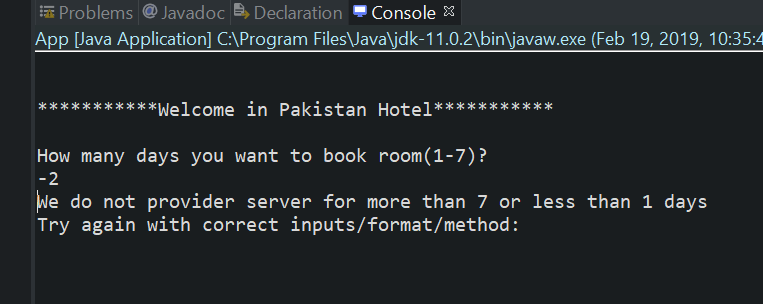 Problems @ Javadoc Declaration Console
App [Java Application] C:\Program Files\Java\jdk-11.0.2\bin\javaw.exe (Feb 19, 2019, 10:35:4
***********Welcome in Pakistan Hotel***********
How many days you want to book room(1-7)?
-2
We do not provider server for more than 7 or less than 1 days
Try again with correct inputs/format/method: